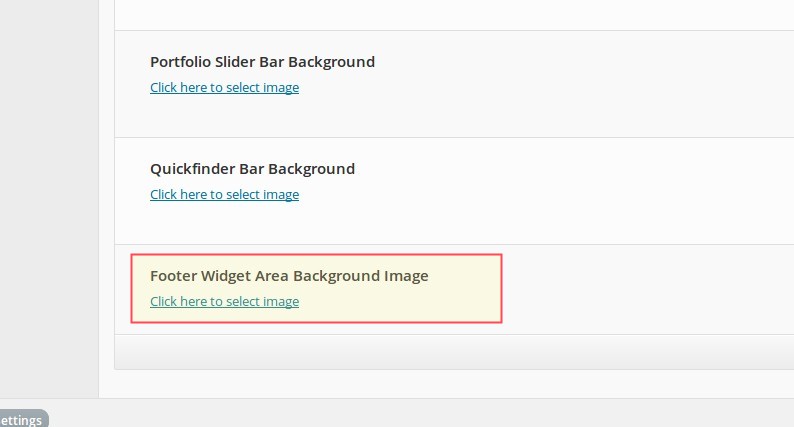 Portfolio Slider Bar Background
Click here to select image
Quickfinder Bar Background
Click here to select image
Footer Widget Area Background Image
Click here to select image
ettings